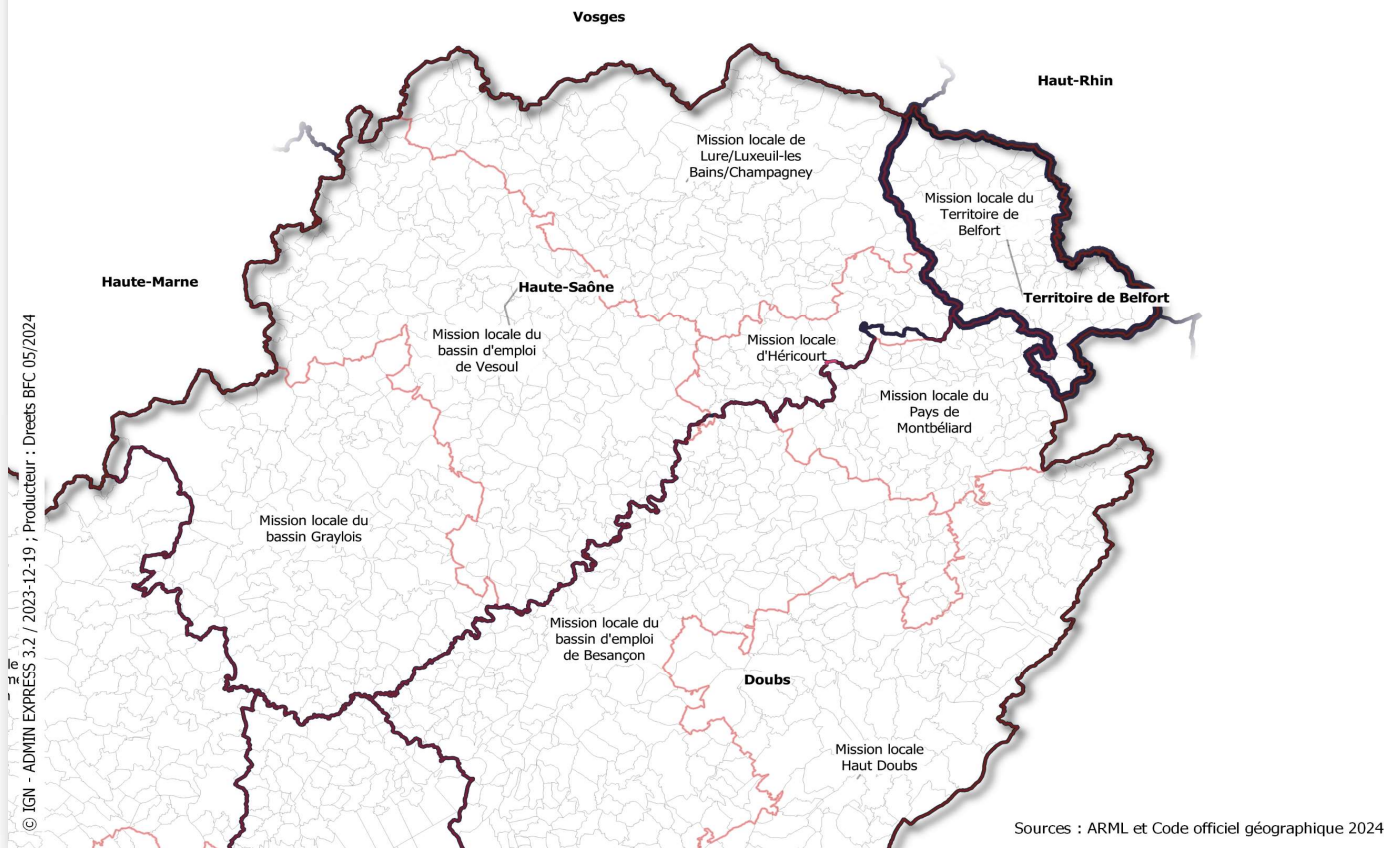 Vosges
Haut-Rhin
Mission locale de
Lure/Luxeuil-les
Bains/Champagney
Mission locale du
Territoire de
Belfort
Haute-Marne
Haute-Saône
Territoire de Belfort
Mission locale du
bassin d'emploi
de Vesoul
Mission locale
d'Héricourt
Mission locale du
Pays de
Montbéliard
Mission locale du
bassin Graylois
Mission locale du
bassin d'emploi
de Besançon
Doubs
Mission locale
Haut Doubs
© IGN - ADMIN EXPRESS 3.2 / 2023-12-19 ; Producteur : Dreets BFC 05/2024
Sources : ARML et Code officiel géographique 2024